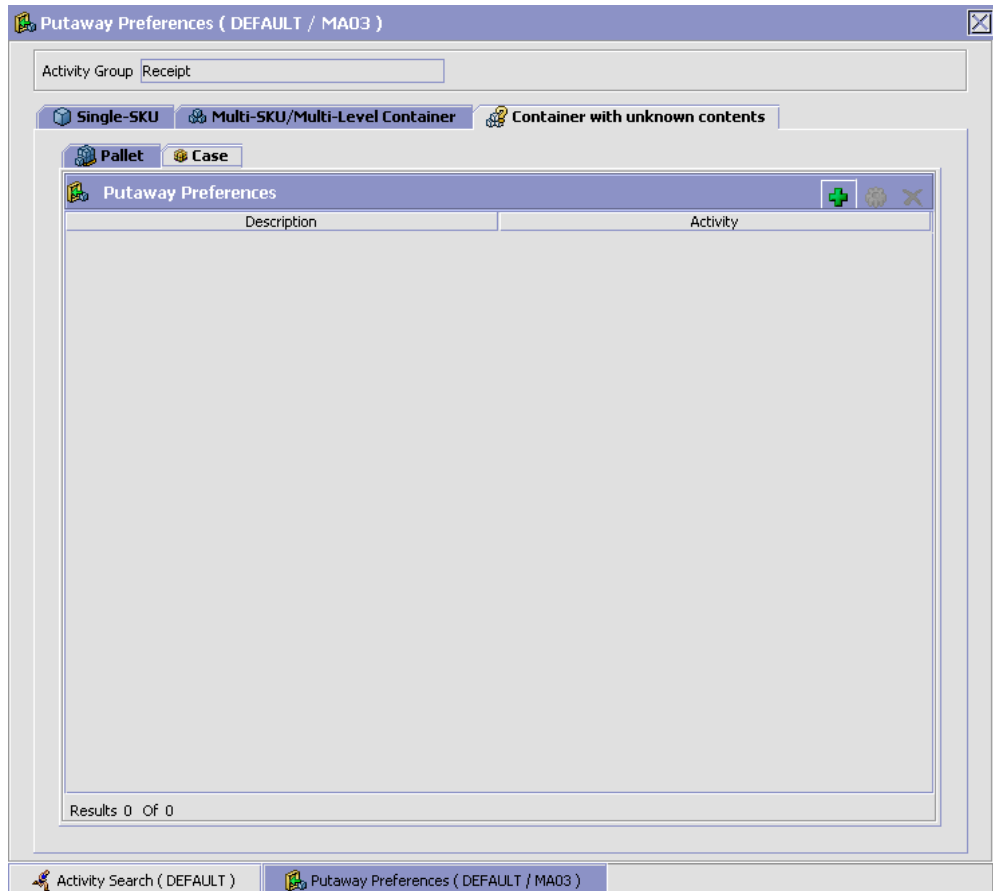 Putaway Preferences ( DEFAULT / MA03 )
Activity Group Receipt
Single-SKU Multi-SKU/Multi-Level Container Container with unknown contents
Pallet Case
Putaway Preferences
Description Activity
Results 0 Of 0
Activity Search ( DEFAULT ) Putaway Preferences ( DEFAULT / MA03 )